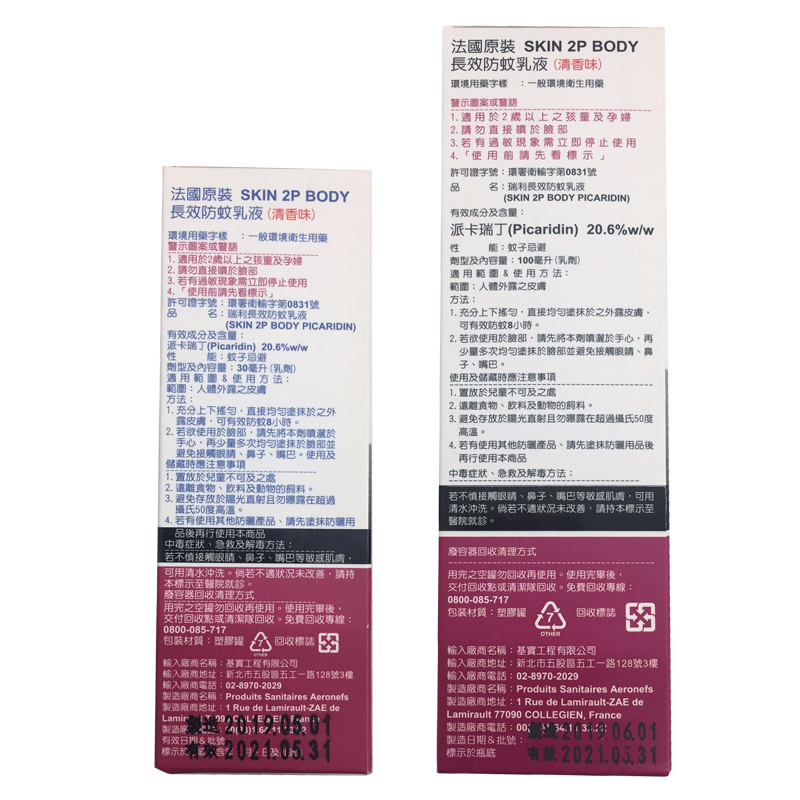 法國原裝 SKIN 2P BODY
長效防蚊乳液 (清香味)
環境用藥字樣 ：一般環境衛生用藥
警示圖案或警語
1. 適用於2歲以上之孩童及孕婦
2. 請勿直接噴於臉部
3. 若有過敏現象需立即停止使用
4. 「使用前請先看標示」
許可證字號：環署衛輸字第0831號
品 名：瑞利長效防蚊乳液
(SKIN 2P BODY PICARIDIN)
有效成分及含量：
派卡瑞丁(Picaridin) 20.6%w/w
性 能：蚊子忌避
劑型及內容量：30毫升(乳劑)
適用範圍&使用方法：
範圍：人體外露之皮膚
方法：
1. 充分上下搖勻，直接均勻塗抹於之外
露皮膚，可有效防蚊8小時。
2. 若欲使用於臉部，請先將本劑噴灑於
手心，再少量多次均勻塗抹於臉部並
避免接觸眼睛、鼻子、嘴巴。使用及
儲藏時應注意事項
1. 置放於兒童不可及之處
2. 遠離食物、飲料及動物的飼料。
3. 避免存放於陽光直射且勿曝露在超過
攝氏50度高溫。
4. 若有使用其他防曬產品、請先塗抹防曬用
品後再行使用本商品
中毒症狀、急救及解毒方法：
若不慎接觸眼睛、鼻子、嘴巴等敏感肌膚，
可用清水沖洗。倘若不適狀況未改善，請持
本標示至醫院就診。
廢容器回收清理方式
用完之空罐勿回收再使用。使用完畢後，
交付回收點或清潔隊回收。免費回收專線：
0800-085-717
包裝材質：塑膠罐 7 回收標誌
OTHER
輸入廠商名稱：基實工程有限公司
輸入廠商地址：新北市五股區五工一路128號3樓
輸入廠商電話：02-8970-2029
製造廠商名稱：Produits Sanitaires Aeronefs
製造廠商地址：1 Rue de Lamirault-ZAE de
製造 2019.05.01
有效日期&批號：
有效 2021.05.31
法國原裝 SKIN 2P BODY
長效防蚊乳液 (清香味)
環境用藥字樣 ：一般環境衛生用藥
警示圖案或警語
1. 適用於2歲以上之孩童及孕婦
2. 請勿直接噴於臉部
3. 若有過敏現象需立即停止使用
4. 「使用前請先看標示」
許可證字號：環署衛輸字第0831號
品 名：瑞利長效防蚊乳液
(SKIN 2P BODY PICARIDIN)
有效成分及含量：
派卡瑞丁(Picaridin) 20.6%w/w
性 能：蚊子忌避
劑型及內容量：100毫升(乳劑)
適用範圍&使用方法：
範圍：人體外露之皮膚
方法：
1. 充分上下搖勻，直接均勻塗抹於之外露皮膚，
可有效防蚊8小時。
2. 若欲使用於臉部，請先將本劑噴灑於手心，再
少量多次均勻塗抹於臉部並避免接觸眼睛、鼻
子、嘴巴。
使用及儲藏時應注意事項
1. 置放於兒童不可及之處
2. 遠離食物、飲料及動物的飼料。
3. 避免存放於陽光直射且勿曝露在超過攝氏50度
高溫。
4. 若有使用其他防曬產品、請先塗抹防曬用品後
再行使用本商品
中毒症狀、急救及解毒方法：
若不慎接觸眼睛、鼻子、嘴巴等敏感肌膚，可用
清水沖洗。倘若不適狀況未改善，請持本標示至
醫院就診。
廢容器回收清理方式
用完之空罐勿回收再使用。使用完畢後，
交付回收點或清潔隊回收。免費回收專線：
0800-085-717
包裝材質：塑膠罐 7 回收標誌
OTHER
輸入廠商名稱：基實工程有限公司
輸入廠商地址：新北市五股區五工一路128號3樓
輸入廠商電話：02-8970-2029
製造廠商名稱：Produits Sanitaires Aeronefs
製造廠商地址：1 Rue de Lamirault-ZAE de
Lamirault 77090 COLLEGIEN, France
製造廠商電話：
製造 2019.06.01
製造日期&批號：
標示於瓶底
有效 2021.05.31